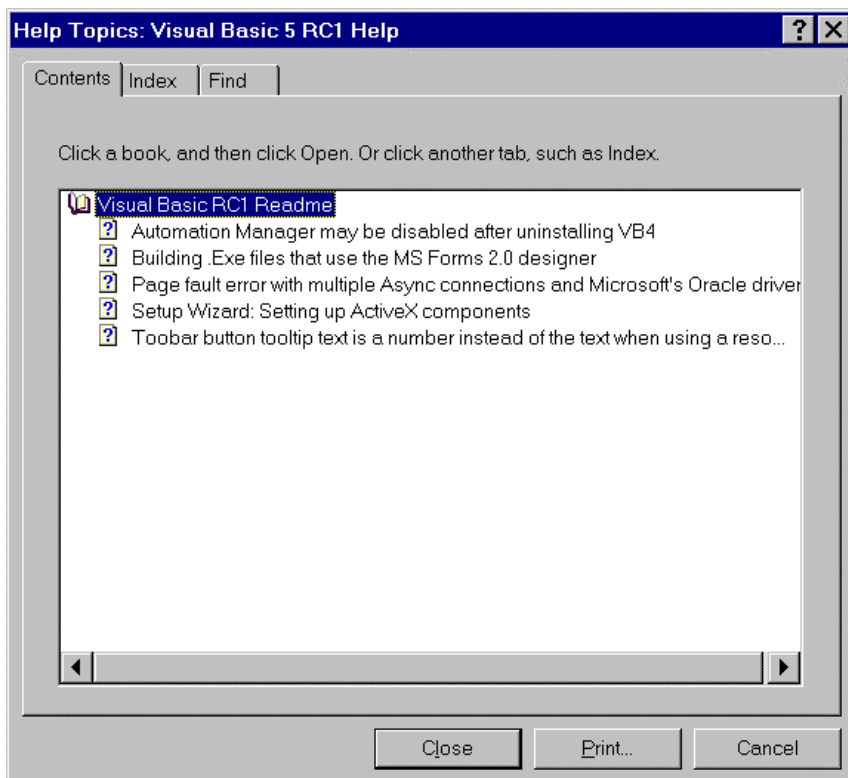 Help Topics: Visual Basic 5 RC1 Help
Contents Index Find
Click a book, and then click Open. Or click another tab, such as Index.
Visual Basic RC1 Readme
Automation Manager may be disabled after uninstalling VB4
Building .Exe files that use the MS Forms 2.0 designer
Page fault error with multiple Async connections and Microsoft's Oracle driver
Setup Wizard: Setting up ActiveX components
Toobar button tooltip text is a number instead of the text when using a reso...
Close Print... Cancel